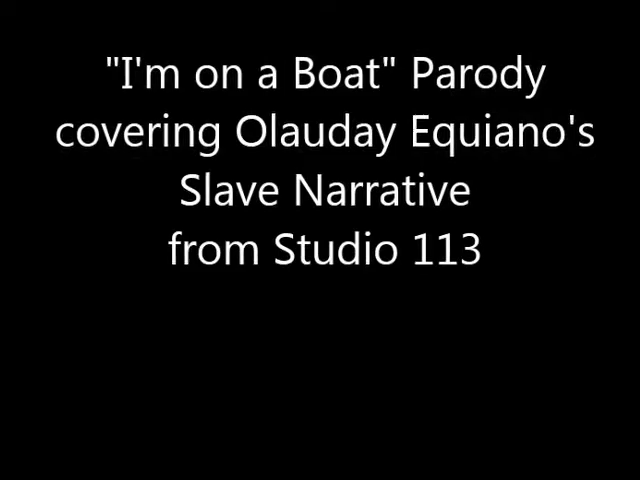 "I'm on a Boat" Parody
covering Olauday Equiano's
Slave Narrative
from Studio 113